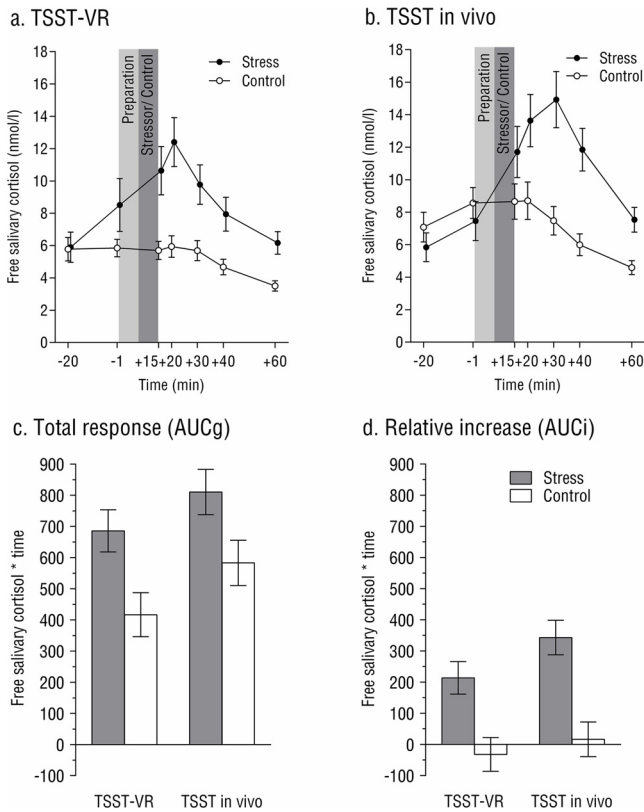 a. TSST-VR
18
16
14
12
10
8
6
4
2
0
Free salivary cortisol (nmol/l)
Preparation
Stressor/ Control
Stress
Control
-20
-1
+15
+20
+30
+40
+60
Time (min)
b. TSST in vivo
18
16
14
12
10
8
6
4
2
0
Free salivary cortisol (nmol/l)
Preparation
Stressor/ Control
Stress
Control
-20
-1
+15
+20
+30
+40
+60
Time (min)
c. Total response (AUCg)
900
800
700
600
500
400
300
200
100
0
-100
Free salivary cortisol * time
TSST-VR
TSST in vivo
d. Relative increase (AUCi)
900
800
700
600
500
400
300
200
100
0
-100
Free salivary cortisol * time
Stress
Control
TSST-VR
TSST in vivo